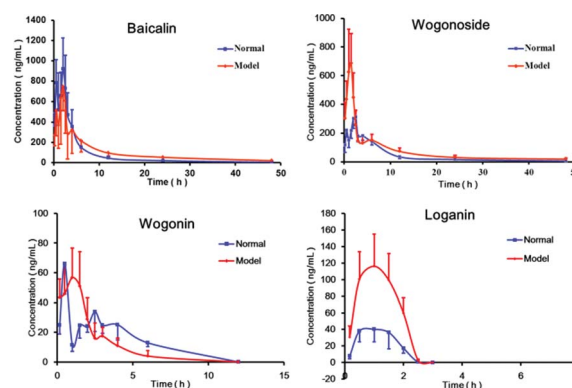 Baicalin
Normal
Model
Concentration ( ng/mL)
1400
1200
1000
800
600
400
200
0
0 10 20 30 40 50
Time ( h )
Wogonoside
Normal
Model
Concentration ( ng/mL)
1000
800
600
400
200
0
0 10 20 30 40 50
Time ( h )
Wogonin
Normal
Model
Concentration ( ng/mL)
100
80
60
40
20
0
0 5 10 15
Time ( h )
Loganin
Normal
Model
Concentration ( ng/mL)
180
160
140
120
100
80
60
40
20
0
-20
2 4 6
Time ( h )